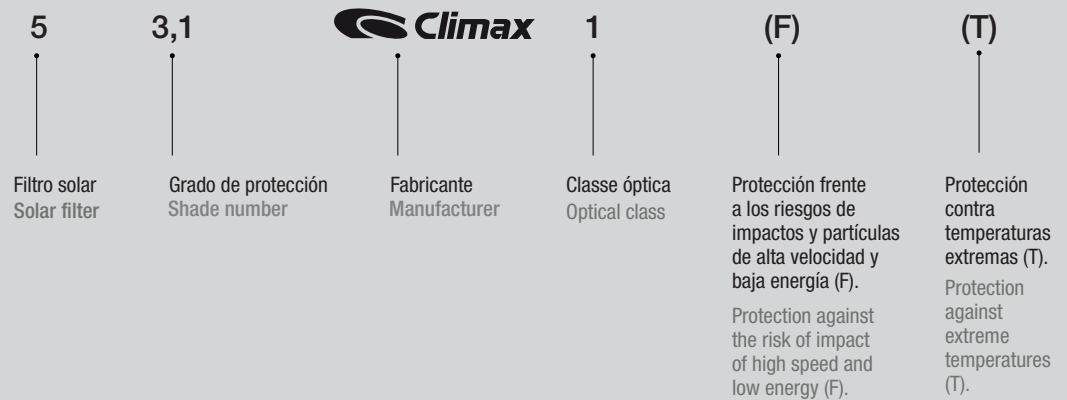 5 3,1 Climax 1 (F) (T)
Filtro solar
Solar filter
Grado de protección
Shade number
Fabricante
Manufacturer
Classe óptica
Optical class
Protección frente
a los riesgos de
impactos y partículas
de alta velocidad y
baja energía (F).
Protection against
the risk of impact
of high speed and
low energy (F).
Protección
contra
temperaturas
extremas (T).
Protection
against
extreme
temperatures
(T).